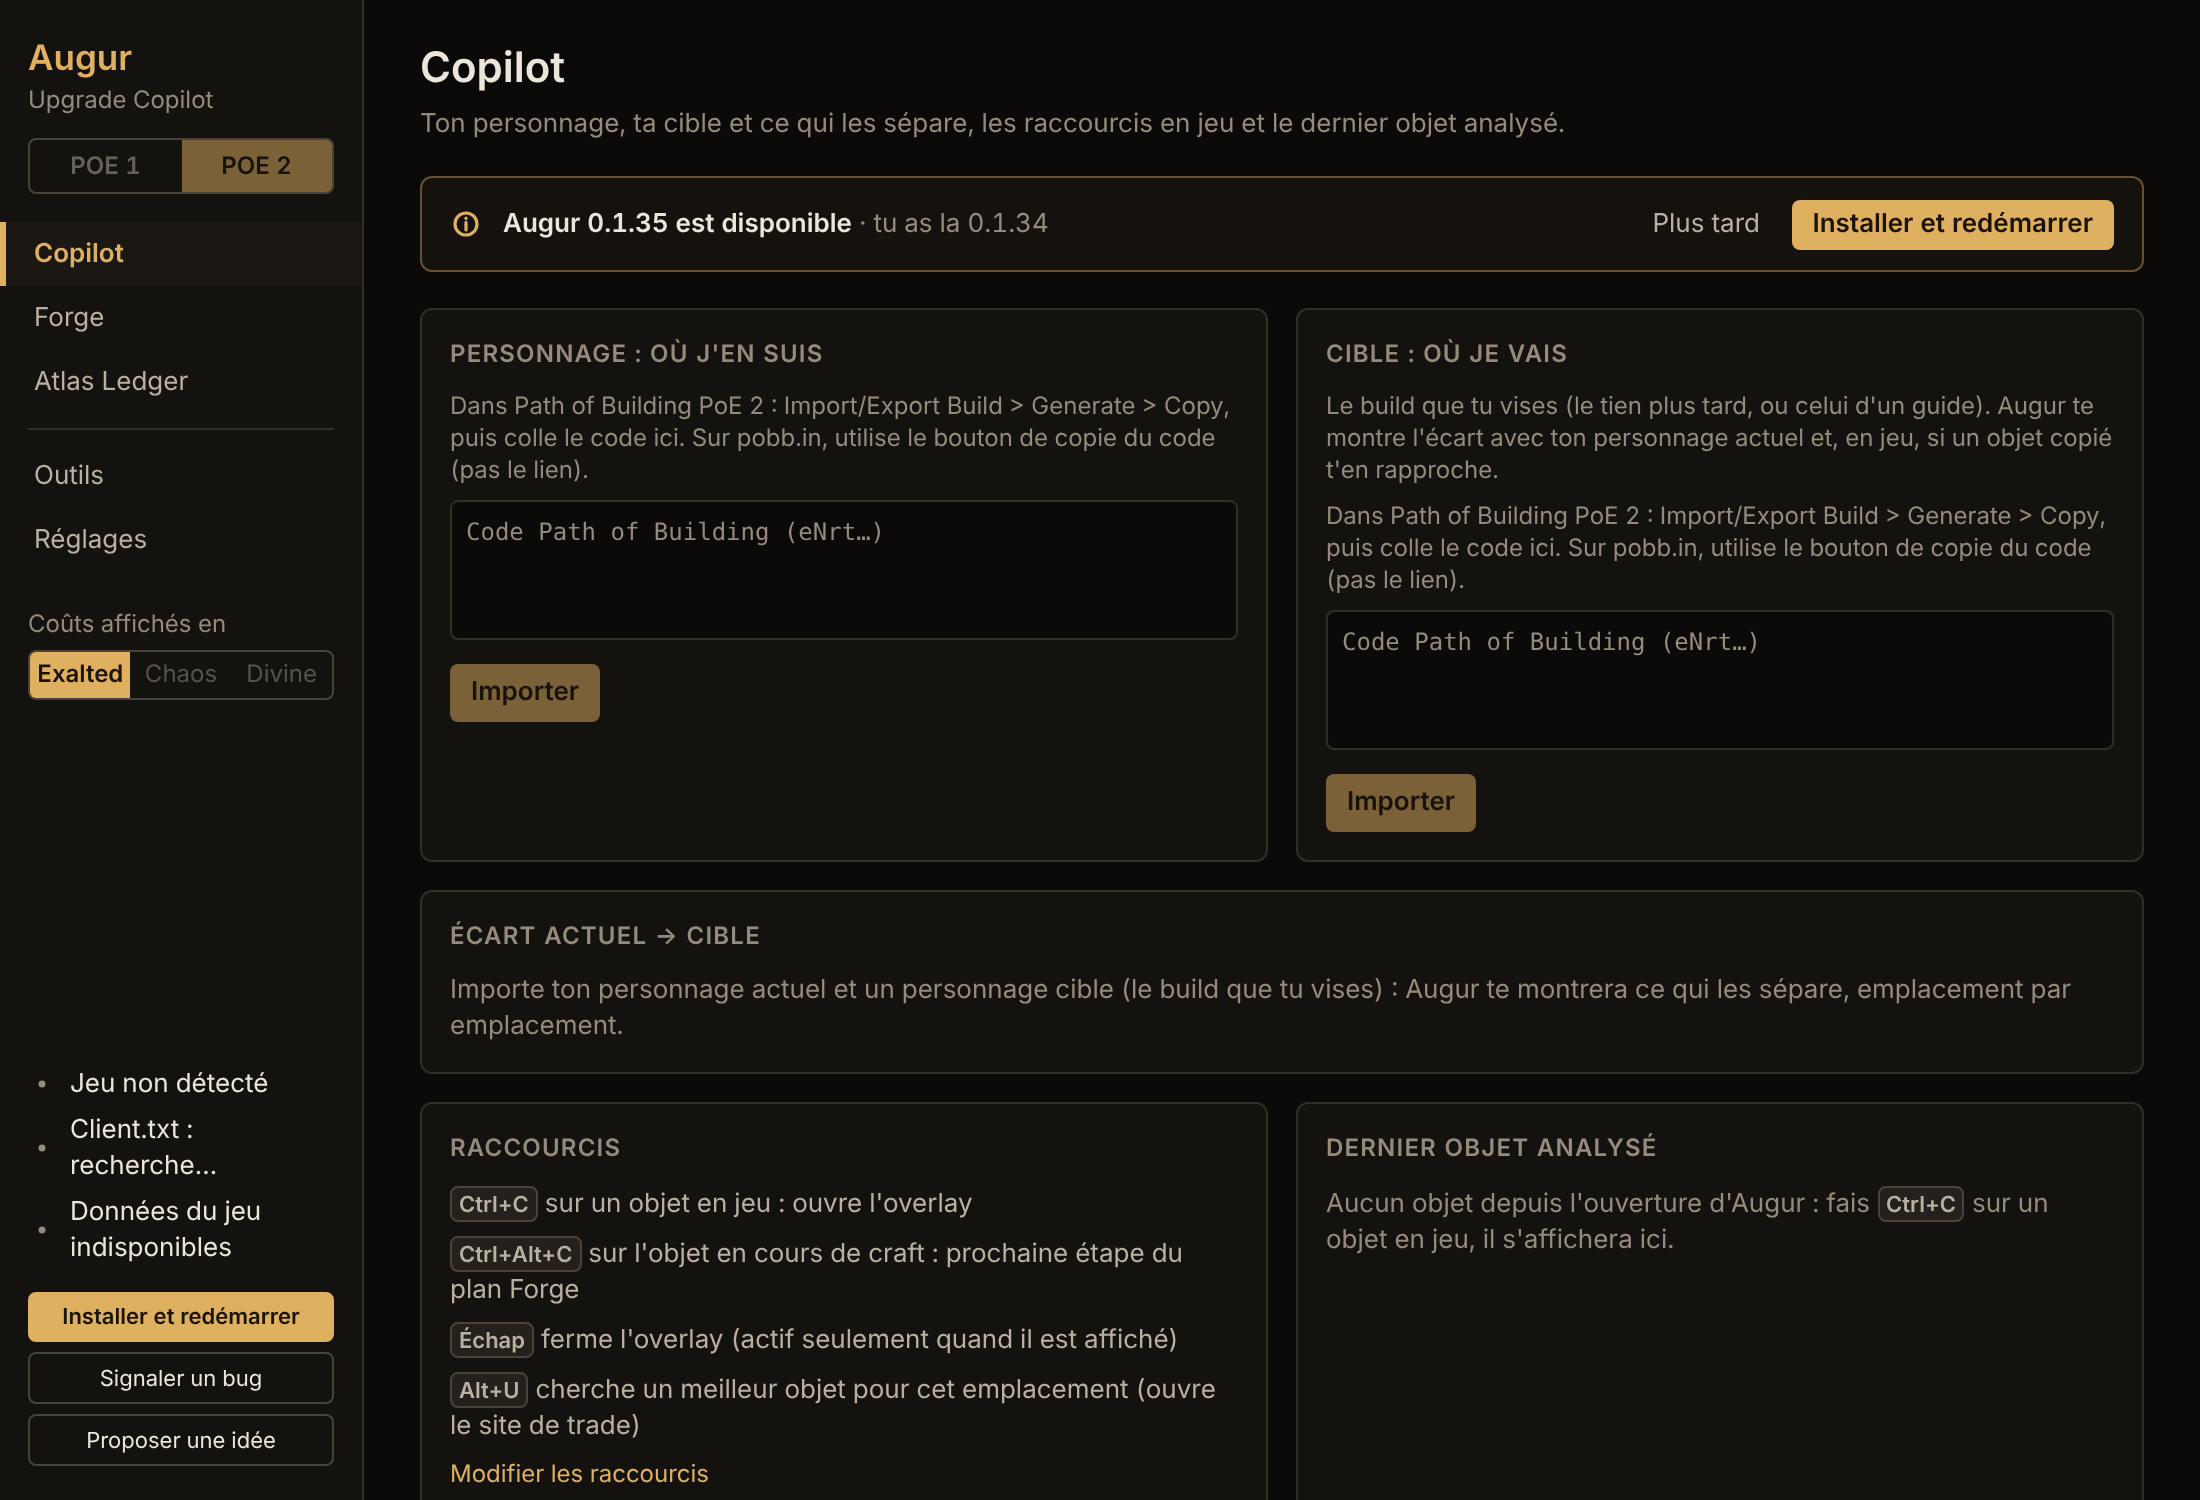 Augur
Upgrade Copilot
POE 1
POE 2
Copilot
Forge
Atlas Ledger
Outils
Réglages
Coûts affichés en
Exalted
Chaos
Divine
Jeu non détecté
Client.txt :
recherche…
Données du jeu
indisponibles
Installer et redémarrer
Signaler un bug
Proposer une idée
Copilot
Ton personnage, ta cible et ce qui les sépare, les raccourcis en jeu et le dernier objet analysé.
Augur 0.1.35 est disponible · tu as la 0.1.34
Plus tard
Installer et redémarrer
PERSONNAGE : OÙ J'EN SUIS
Dans Path of Building PoE 2 : Import/Export Build > Generate > Copy,
puis colle le code ici. Sur pobb.in, utilise le bouton de copie du code
(pas le lien).
Code Path of Building (eNrt…)
Importer
CIBLE : OÙ JE VAIS
Le build que tu vises (le tien plus tard, ou celui d'un guide). Augur te
montre l'écart avec ton personnage actuel et, en jeu, si un objet copié
t'en rapproche.
Dans Path of Building PoE 2 : Import/Export Build > Generate > Copy,
puis colle le code ici. Sur pobb.in, utilise le bouton de copie du code
(pas le lien).
Code Path of Building (eNrt…)
Importer
ÉCART ACTUEL → CIBLE
Importe ton personnage actuel et un personnage cible (le build que tu vises) : Augur te montrera ce qui les sépare, emplacement par
emplacement.
RACCOURCIS
Ctrl+C sur un objet en jeu : ouvre l'overlay
Ctrl+Alt+C sur l'objet en cours de craft : prochaine étape du
plan Forge
Échap ferme l'overlay (actif seulement quand il est affiché)
Alt+U cherche un meilleur objet pour cet emplacement (ouvre
le site de trade)
Modifier les raccourcis
DERNIER OBJET ANALYSÉ
Aucun objet depuis l'ouverture d'Augur : fais Ctrl+C sur un
objet en jeu, il s'affichera ici.